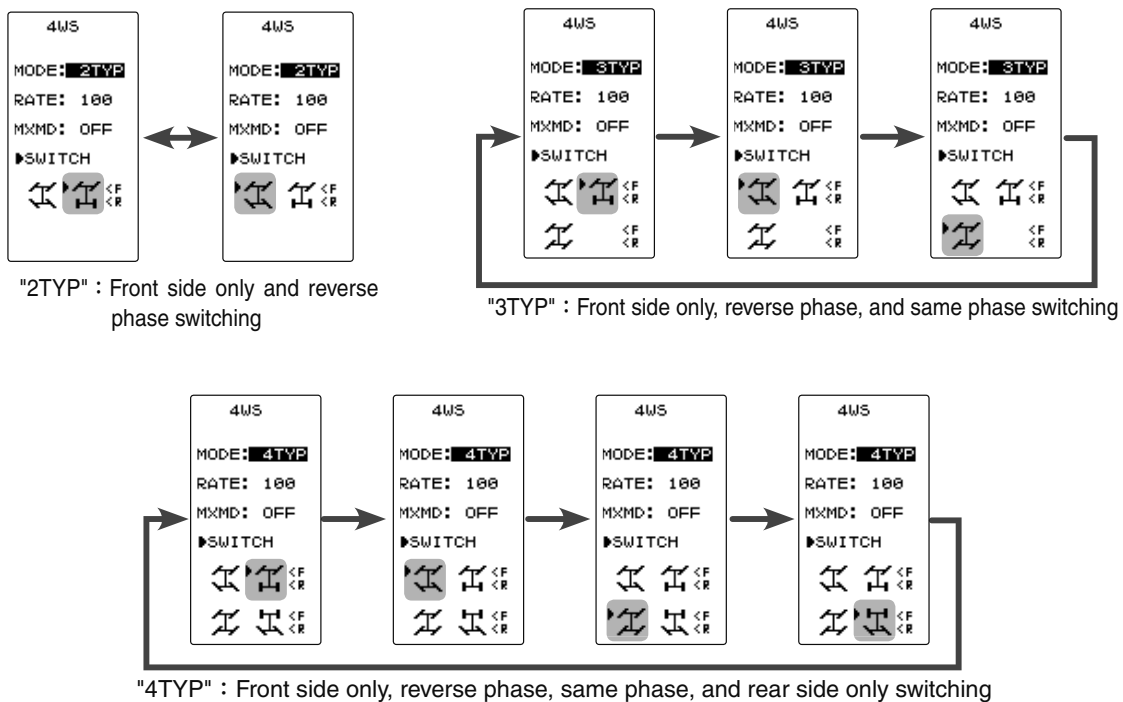 4WS
MODE: 2TYP
RATE: 100
MXMD: OFF
▶SWITCH
<F
<R
4WS
MODE: 2TYP
RATE: 100
MXMD: OFF
▶SWITCH
<F
<R
"2TYP" : Front side only and reverse
phase switching
4WS
MODE: 3TYP
RATE: 100
MXMD: OFF
▶SWITCH
<F
<R
<F
<R
4WS
MODE: 3TYP
RATE: 100
MXMD: OFF
▶SWITCH
<F
<R
<F
<R
4WS
MODE: 3TYP
RATE: 100
MXMD: OFF
▶SWITCH
<F
<R
<F
<R
"3TYP" : Front side only, reverse phase, and same phase switching
4WS
MODE: 4TYP
RATE: 100
MXMD: OFF
▶SWITCH
<F
<R
<F
<R
4WS
MODE: 4TYP
RATE: 100
MXMD: OFF
▶SWITCH
<F
<R
<F
<R
4WS
MODE: 4TYP
RATE: 100
MXMD: OFF
▶SWITCH
<F
<R
<F
<R
4WS
MODE: 4TYP
RATE: 100
MXMD: OFF
▶SWITCH
<F
<R
<F
<R
"4TYP" : Front side only, reverse phase, same phase, and rear side only switching